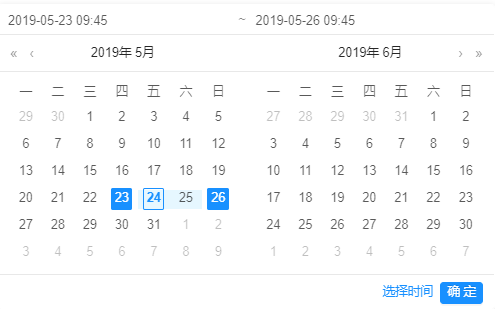 2019-05-23 09:45 ~ 2019-05-26 09:45
« ‹ 2019年 5月 2019年 6月 › »
一 二 三 四 五 六 日 一 二 三 四 五 六 日
29 30 1 2 3 4 5 27 28 29 30 31 1 2
6 7 8 9 10 11 12 3 4 5 6 7 8 9
13 14 15 16 17 18 19 10 11 12 13 14 15 16
20 21 22 23 24 25 26 17 18 19 20 21 22 23
27 28 29 30 31 1 2 24 25 26 27 28 29 30
3 4 5 6 7 8 9 1 2 3 4 5 6 7
选择时间 确 定